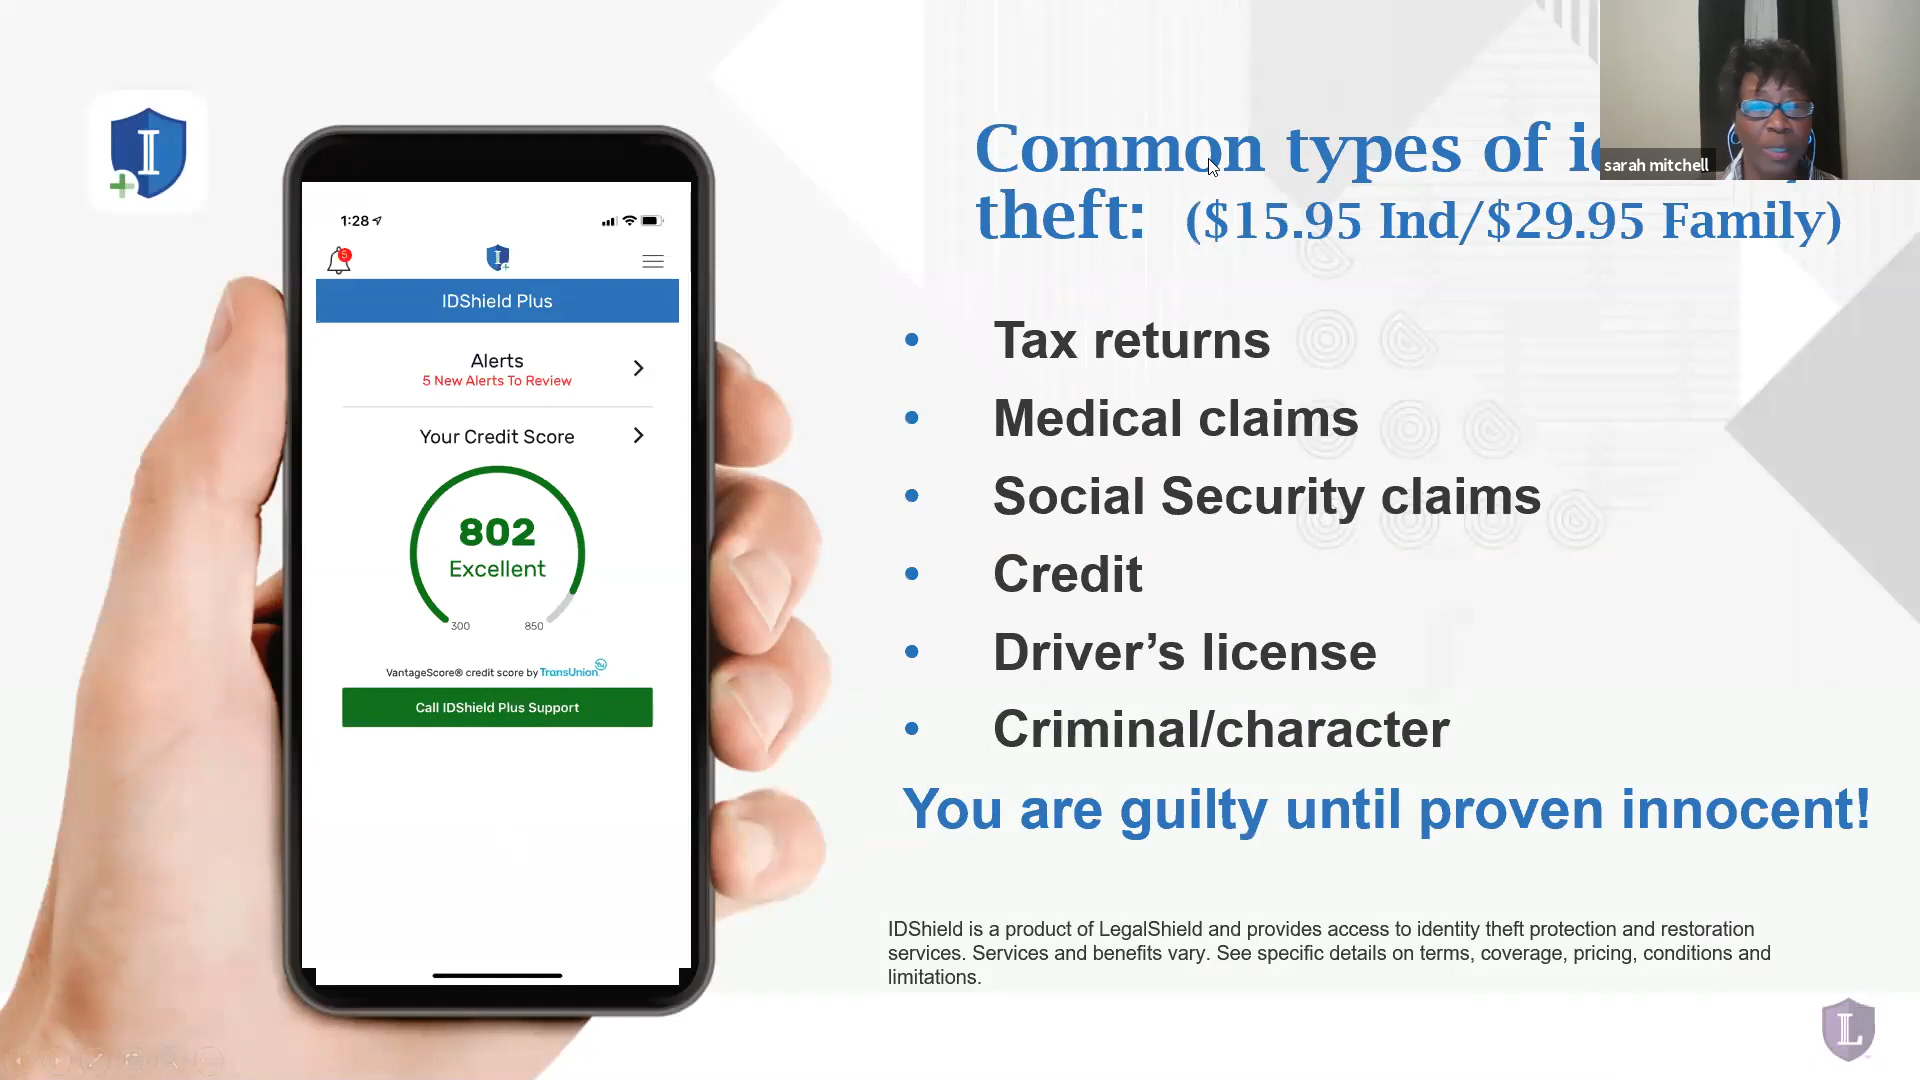 Common types of
theft: ($15.95 Ind/$29.95 Family)
sarah mitchell
I
1:28
5
I
IDShield Plus
Alerts
5 New Alerts To Review
Your Credit Score
802
Excellent
300 850
VantageScore® credit score by TransUnion
Call IDShield Plus Support
• Tax returns
• Medical claims
• Social Security claims
• Credit
• Driver’s license
• Criminal/character
You are guilty until proven innocent!
IDShield is a product of LegalShield and provides access to identity theft protection and restoration
services. Services and benefits vary. See specific details on terms, coverage, pricing, conditions and
limitations.
L